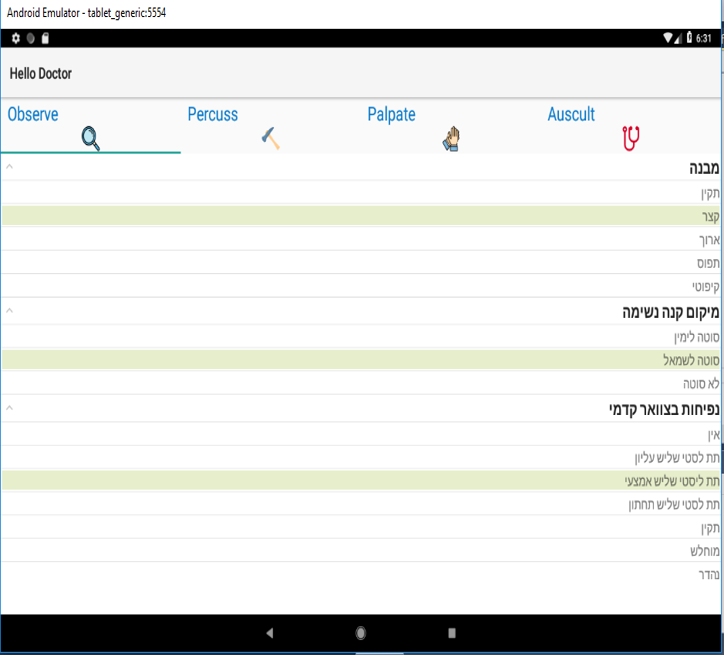 Android Emulator - tablet_generic:5554
6:31
Hello Doctor
Observe
Percuss
Palpate
Auscult
מבנה
תקין
קצר
ארוך
תפוס
קיפוטי
מיקום קנה נשימה
סוטה לימין
סוטה לשמאל
לא סוטה
נפיחות בצוואר קדמי
אין
תת לסטי שליש עליון
תת ליסטי שליש אמצעי
תת לסטי שליש תחתון
תקין
מוחלש
נהדר